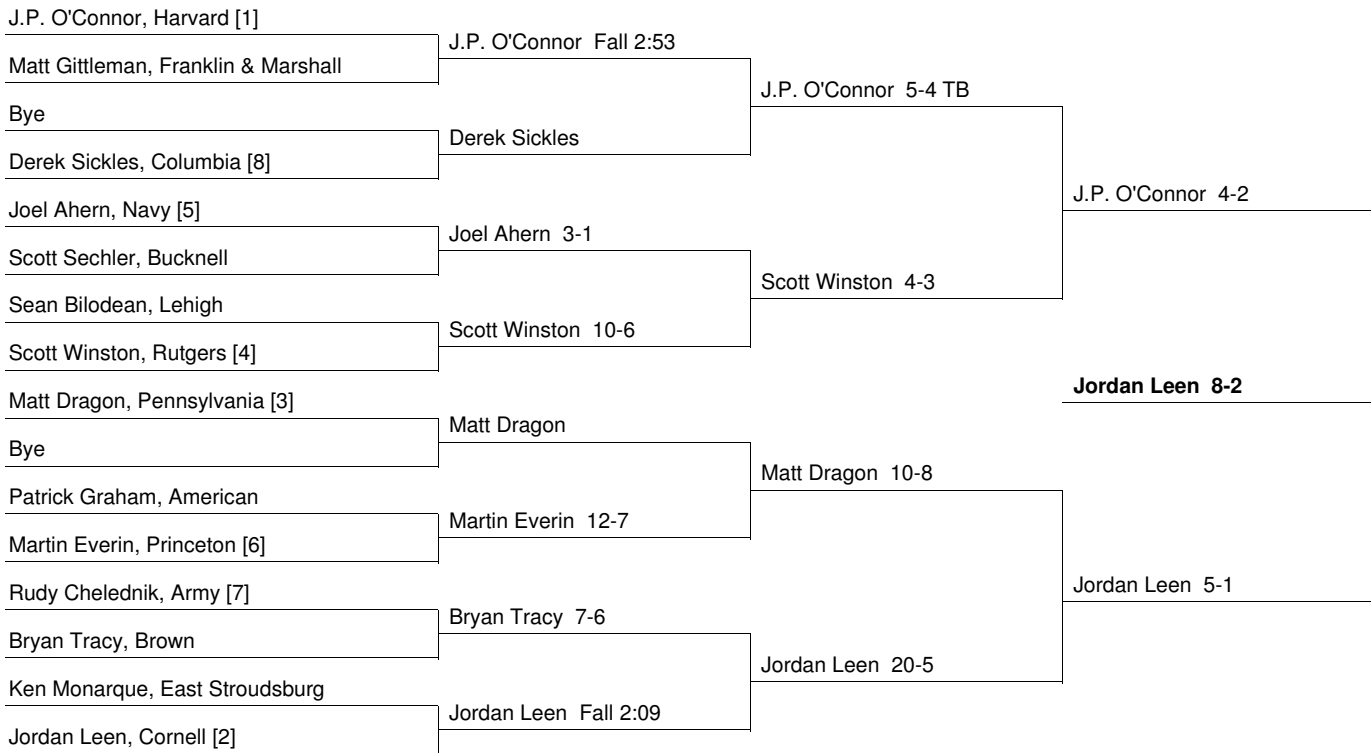 J.P. O'Connor, Harvard [1]
J.P. O'Connor Fall 2:53
Matt Gittleman, Franklin & Marshall
J.P. O'Connor 5-4 TB
Bye
Derek Sickles
Derek Sickles, Columbia [8]
J.P. O'Connor 4-2
Joel Ahern, Navy [5]
Joel Ahern 3-1
Scott Sechler, Bucknell
Scott Winston 4-3
Sean Bilodean, Lehigh
Scott Winston 10-6
Scott Winston, Rutgers [4]
Jordan Leen 8-2
Matt Dragon, Pennsylvania [3]
Matt Dragon
Bye
Matt Dragon 10-8
Patrick Graham, American
Martin Everin 12-7
Martin Everin, Princeton [6]
Jordan Leen 5-1
Rudy Chelednik, Army [7]
Bryan Tracy 7-6
Bryan Tracy, Brown
Jordan Leen 20-5
Ken Monarque, East Stroudsburg
Jordan Leen Fall 2:09
Jordan Leen, Cornell [2]